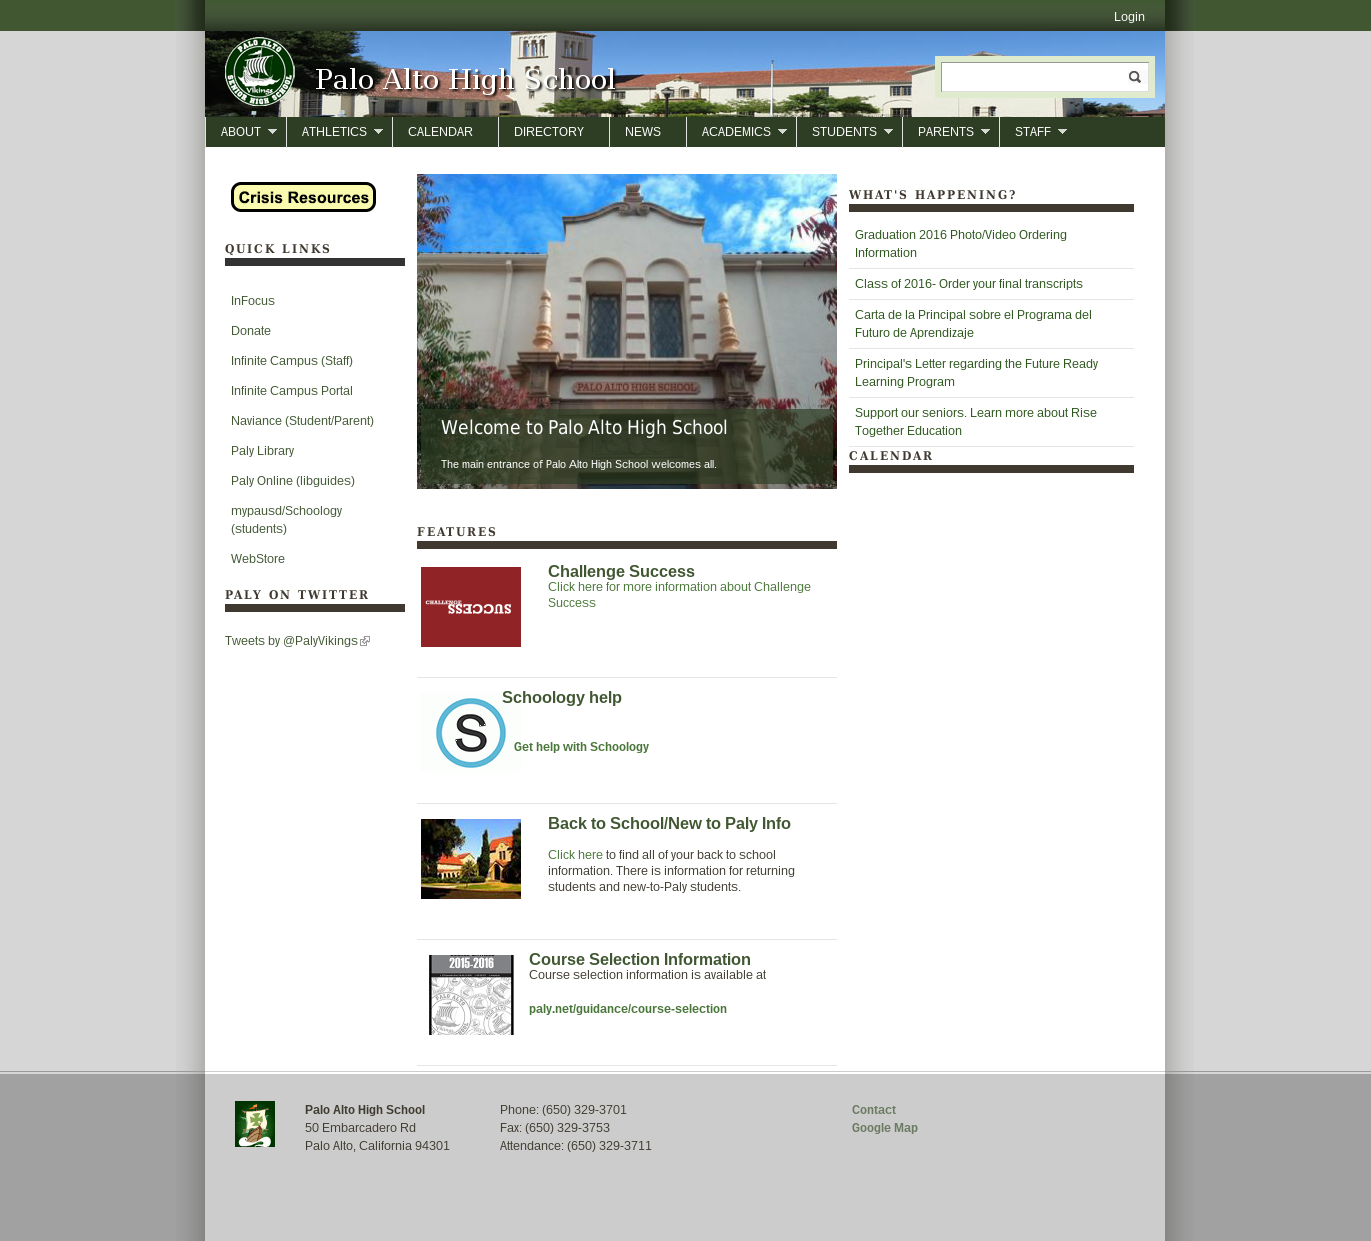 Login
PALO ALTO
Vikings
SENIOR HIGH SCHOOL
Palo Alto High School
ABOUT
ATHLETICS
CALENDAR
DIRECTORY
NEWS
ACADEMICS
STUDENTS
PARENTS
STAFF
Crisis Resources
QUICK LINKS
InFocus
Donate
Infinite Campus (Staff)
Infinite Campus Portal
Naviance (Student/Parent)
Paly Library
Paly Online (libguides)
mypausd/Schoology
(students)
WebStore
PALY ON TWITTER
Tweets by @PalyVikings
PALO ALTO HIGH SCHOOL
Welcome to Palo Alto High School
The main entrance of Palo Alto High School welcomes all.
FEATURES
CHALLENGE
SUCCESS
Challenge Success
Click here for more information about Challenge
Success
S
Schoology help
Get help with Schoology
Back to School/New to Paly Info
Click here to find all of your back to school
information. There is information for returning
students and new-to-Paly students.
2015-2016
Course Selection Information
Course selection information is available at
paly.net/guidance/course-selection
WHAT'S HAPPENING?
Graduation 2016 Photo/Video Ordering
Information
Class of 2016- Order your final transcripts
Carta de la Principal sobre el Programa del
Futuro de Aprendizaje
Principal's Letter regarding the Future Ready
Learning Program
Support our seniors. Learn more about Rise
Together Education
CALENDAR
Palo Alto High School
50 Embarcadero Rd
Palo Alto, California 94301
Phone: (650) 329-3701
Fax: (650) 329-3753
Attendance: (650) 329-3711
Contact
Google Map